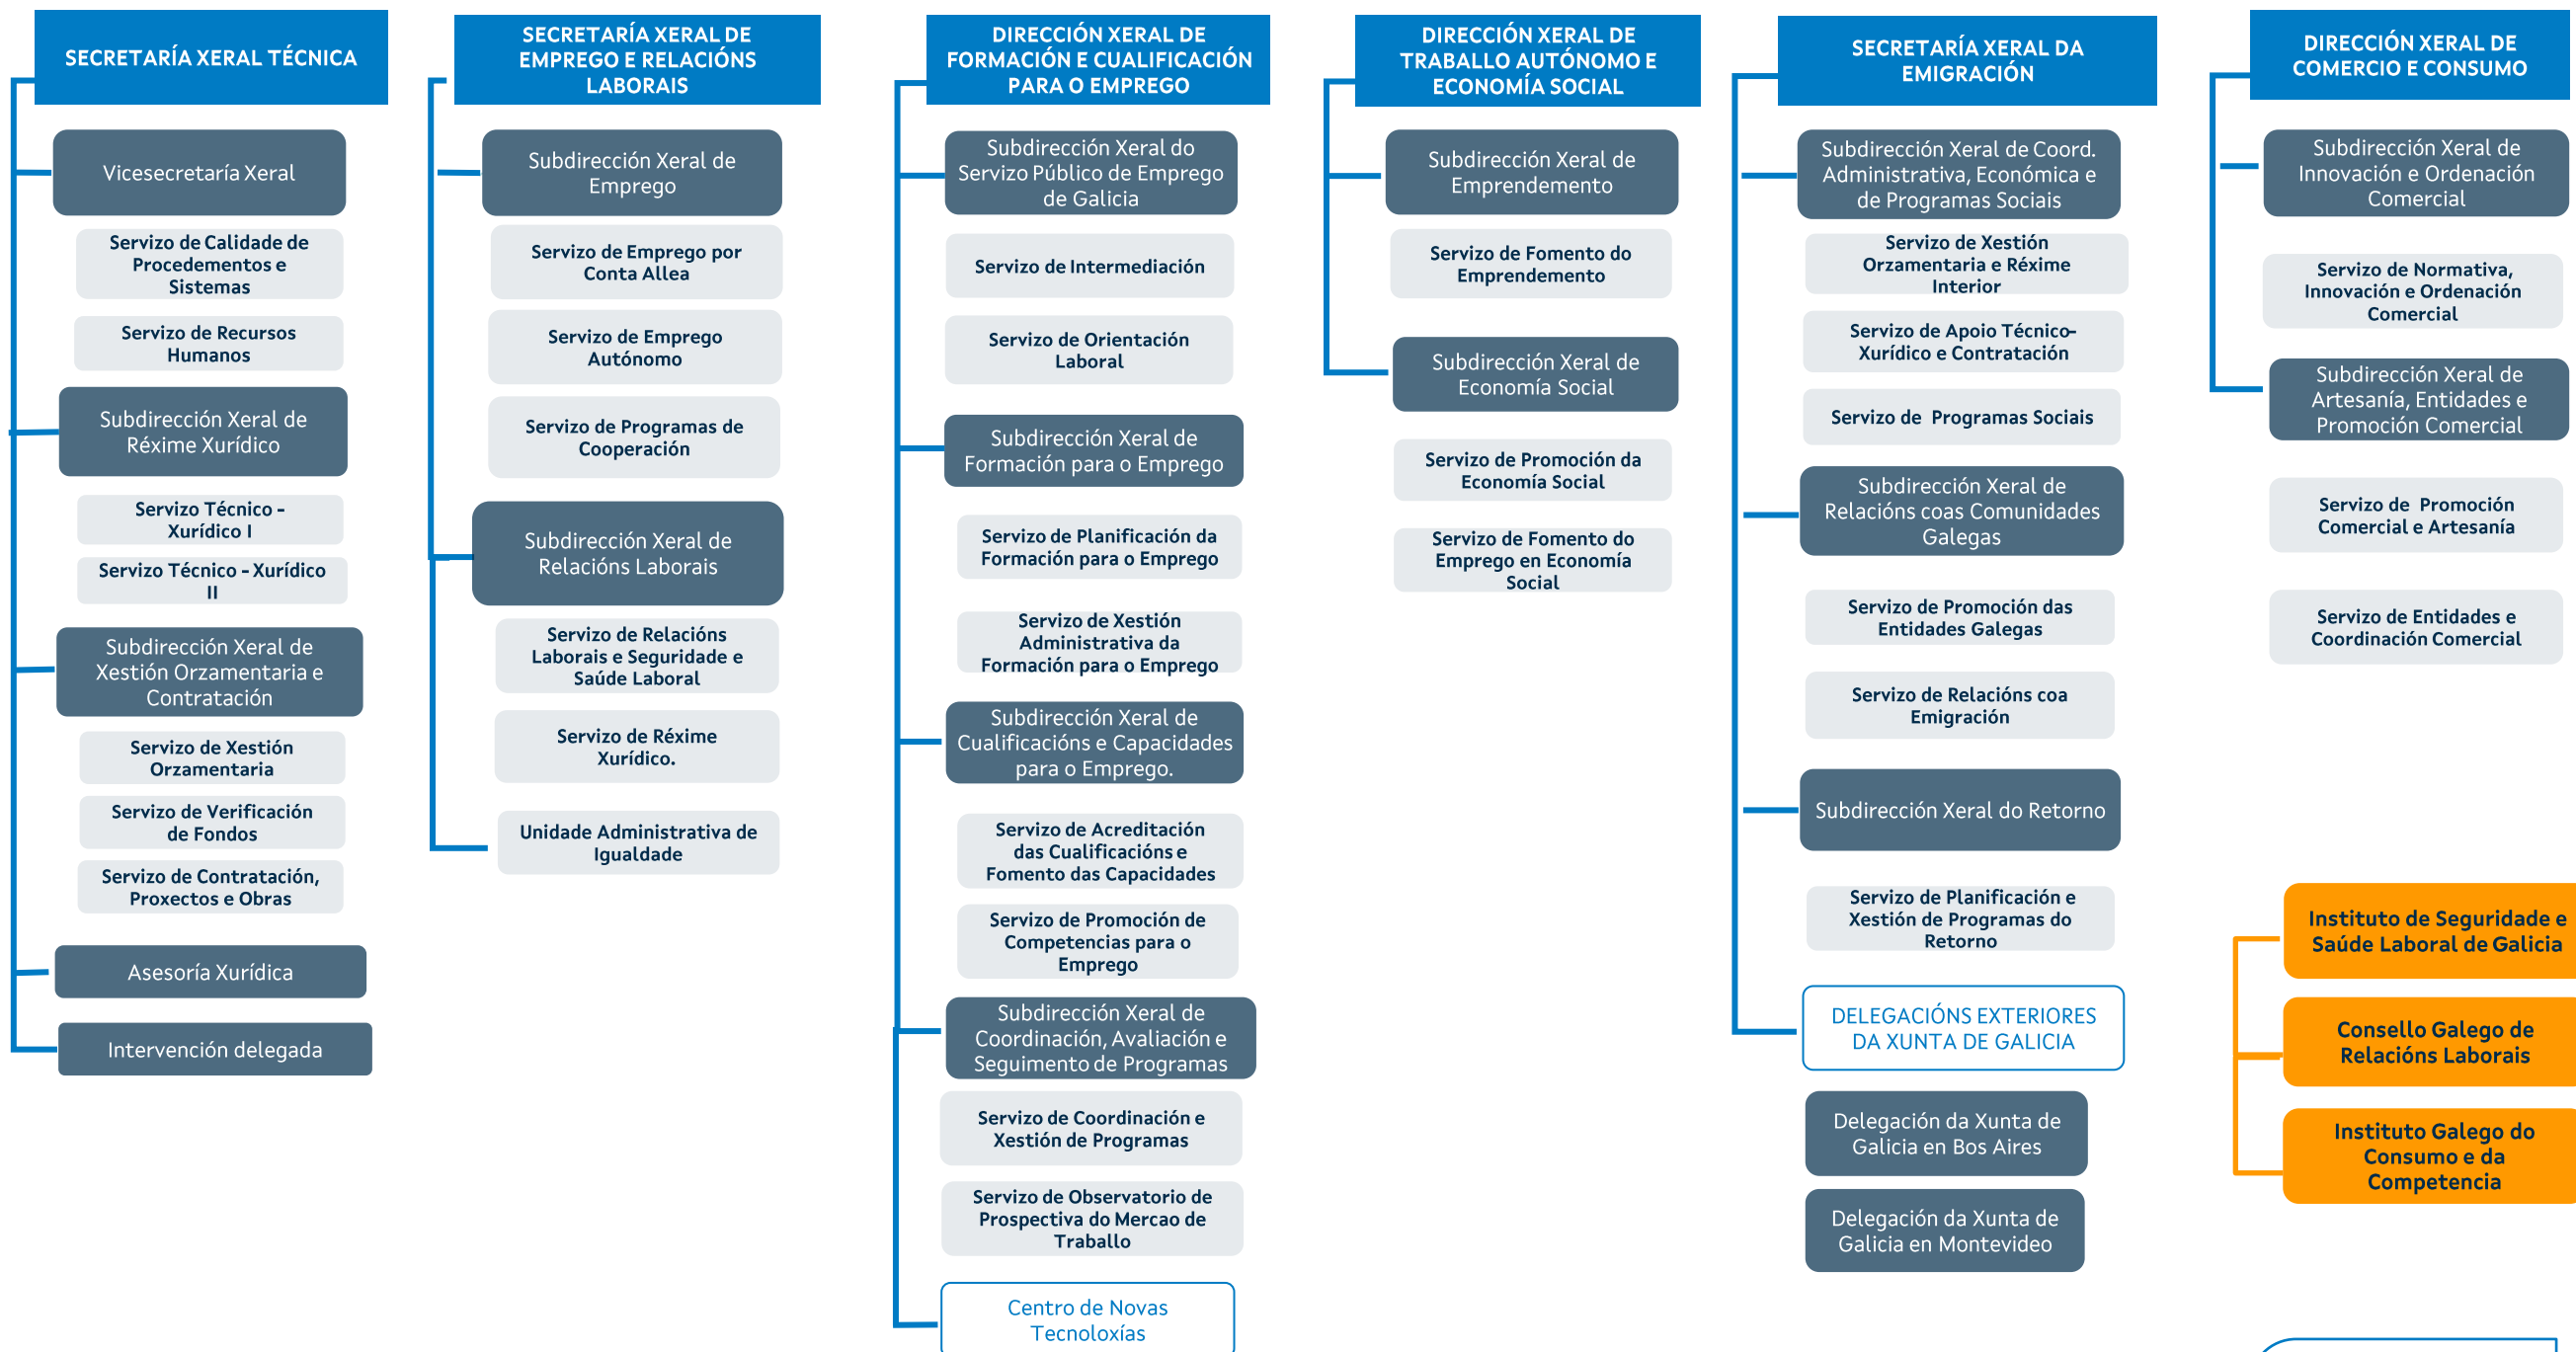 SECRETARÍA XERAL TÉCNICA
Vicesecretaría Xeral
Servizo de Calidade de
Procedementos e
Sistemas
Servizo de Recursos
Humanos
Subdirección Xeral de
Réxime Xurídico
Servizo Técnico -
Xurídico I
Servizo Técnico - Xurídico
II
Subdirección Xeral de
Xestión Orzamentaria e
Contratación
Servizo de Xestión
Orzamentaria
Servizo de Verificación
de Fondos
Servizo de Contratación,
Proxectos e Obras
Asesoría Xurídica
Intervención delegada
SECRETARÍA XERAL DE
EMPREGO E RELACIÓNS
LABORAIS
Subdirección Xeral de
Emprego
Servizo de Emprego por
Conta Allea
Servizo de Emprego
Autónomo
Servizo de Programas de
Cooperación
Subdirección Xeral de
Relacións Laborais
Servizo de Relacións
Laborais e Seguridade e
Saúde Laboral
Servizo de Réxime
Xurídico.
Unidade Administrativa de
Igualdade
DIRECCIÓN XERAL DE
FORMACIÓN E CUALIFICACIÓN
PARA O EMPREGO
Subdirección Xeral do
Servizo Público de Emprego
de Galicia
Servizo de Intermediación
Servizo de Orientación
Laboral
Subdirección Xeral de
Formación para o Emprego
Servizo de Planificación da
Formación para o Emprego
Servizo de Xestión
Administrativa da
Formación para o Emprego
Subdirección Xeral de
Cualificacións e Capacidades
para o Emprego.
Servizo de Acreditación
das Cualificacións e
Fomento das Capacidades
Servizo de Promoción de
Competencias para o
Emprego
Subdirección Xeral de
Coordinación, Avaliación e
Seguimento de Programas
Servizo de Coordinación e
Xestión de Programas
Servizo de Observatorio de
Prospectiva do Mercao de
Traballo
Centro de Novas
Tecnoloxías
DIRECCIÓN XERAL DE
TRABALLO AUTÓNOMO E
ECONOMÍA SOCIAL
Subdirección Xeral de
Emprendemento
Servizo de Fomento do
Emprendemento
Subdirección Xeral de
Economía Social
Servizo de Promoción da
Economía Social
Servizo de Fomento do
Emprego en Economía
Social
SECRETARÍA XERAL DA
EMIGRACIÓN
Subdirección Xeral de Coord.
Administrativa, Económica e
de Programas Sociais
Servizo de Xestión
Orzamentaria e Réxime
Interior
Servizo de Apoio Técnico-
Xurídico e Contratación
Servizo de Programas Sociais
Subdirección Xeral de
Relacións coas Comunidades
Galegas
Servizo de Promoción das
Entidades Galegas
Servizo de Relacións coa
Emigración
Subdirección Xeral do Retorno
Servizo de Planificación e
Xestión de Programas do
Retorno
DELEGACIÓNS EXTERIORES
DA XUNTA DE GALICIA
Delegación da Xunta de
Galicia en Bos Aires
Delegación da Xunta de
Galicia en Montevideo
DIRECCIÓN XERAL DE
COMERCIO E CONSUMO
Subdirección Xeral de
Innovación e Ordenación
Comercial
Servizo de Normativa,
Innovación e Ordenación
Comercial
Subdirección Xeral de
Artesanía, Entidades e
Promoción Comercial
Servizo de Promoción
Comercial e Artesanía
Servizo de Entidades e
Coordinación Comercial
Instituto de Seguridade e
Saúde Laboral de Galicia
Consello Galego de
Relacións Laborais
Instituto Galego do
Consumo e da
Competencia